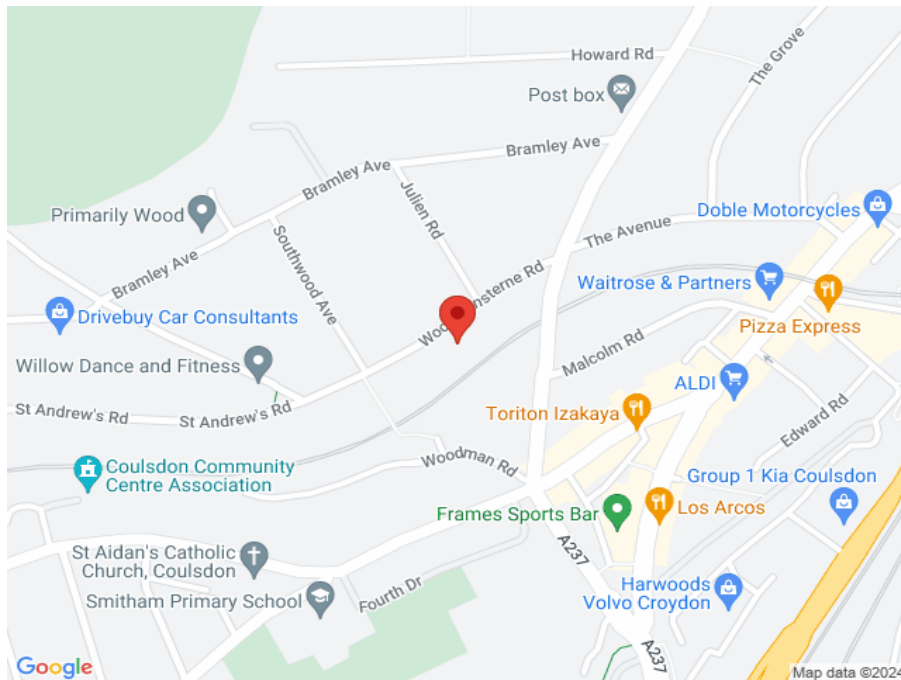 Howard Rd
The Grove
Post box
Bramley Ave
Bramley Ave
Julien Rd
Primarily Wood
Doble Motorcycles
The Avenue
Southwood Ave
Bramley Ave
Waitrose & Partners
Drivebuy Car Consultants
Pizza Express
Malcolm Rd
Willow Dance and Fitness
ALDI
St Andrew's Rd
St Andrew's Rd
Toriton Izakaya
Edward Rd
Woodman Rd
Coulsdon Community
Centre Association
Group 1 Kia Coulsdon
Frames Sports Bar
Los Arcos
A237
St Aidan's Catholic
Church, Coulsdon
Fourth Dr
Smitham Primary School
Harwoods
Volvo Croydon
A237
Google
Map data ©2024